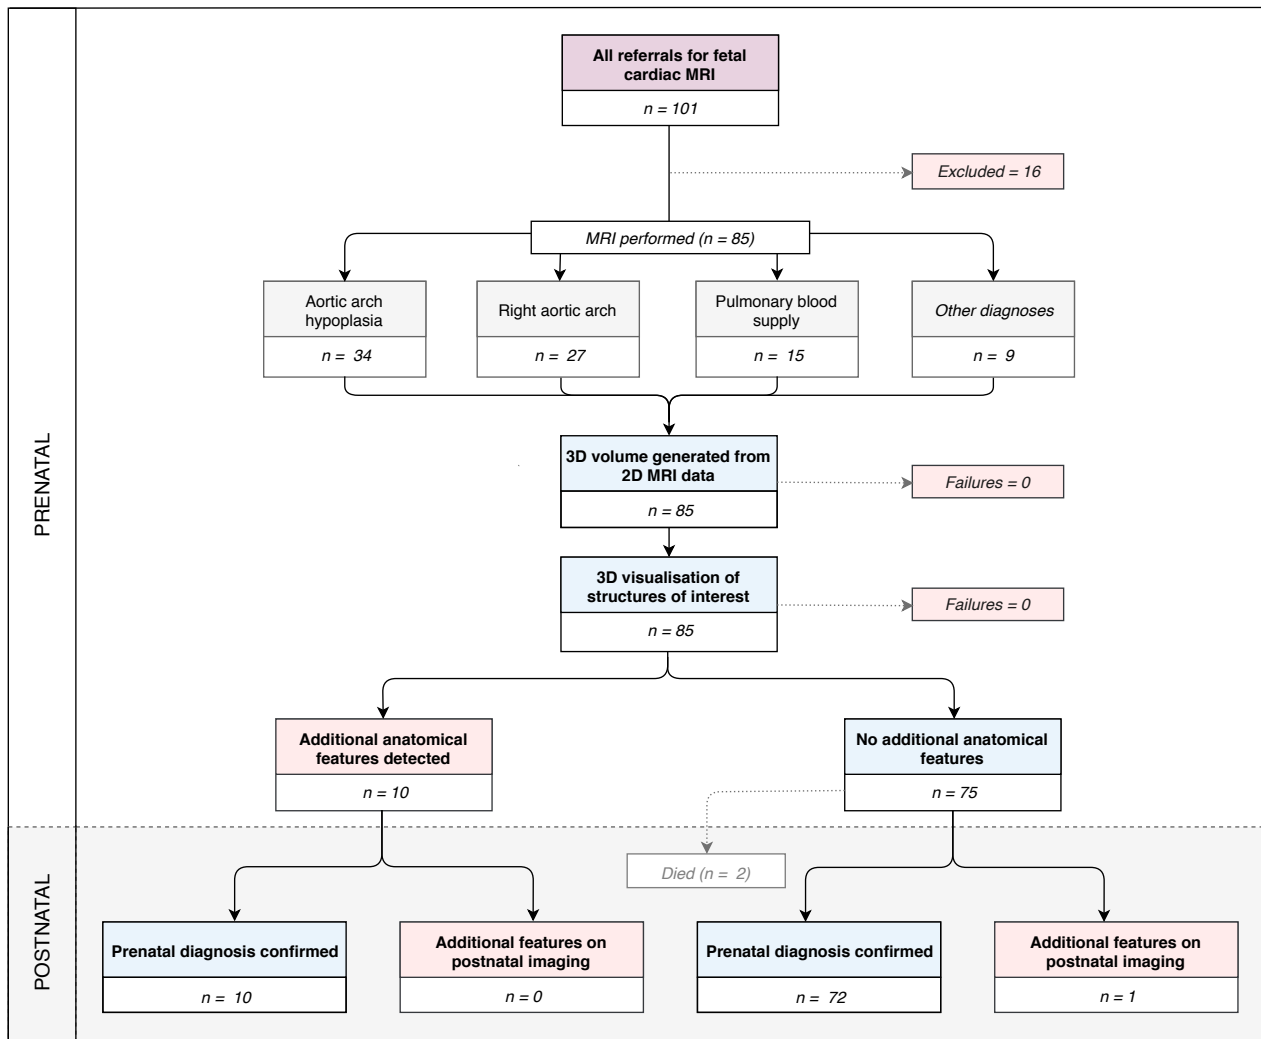 All referrals for fetal
cardiac MRI
n = 101
Excluded = 16
MRI performed (n = 85)
Aortic arch
hypoplasia
n = 34
Right aortic arch
n = 27
Pulmonary blood
supply
n = 15
Other diagnoses
n = 9
PRENATAL
3D volume generated from
2D MRI data
n = 85
Failures = 0
3D visualisation of
structures of interest
n = 85
Failures = 0
Additional anatomical
features detected
n = 10
No additional anatomical
features
n = 75
POSTNATAL
Died (n = 2)
Prenatal diagnosis confirmed
n = 10
Additional features on
postnatal imaging
n = 0
Prenatal diagnosis confirmed
n = 72
Additional features on
postnatal imaging
n = 1